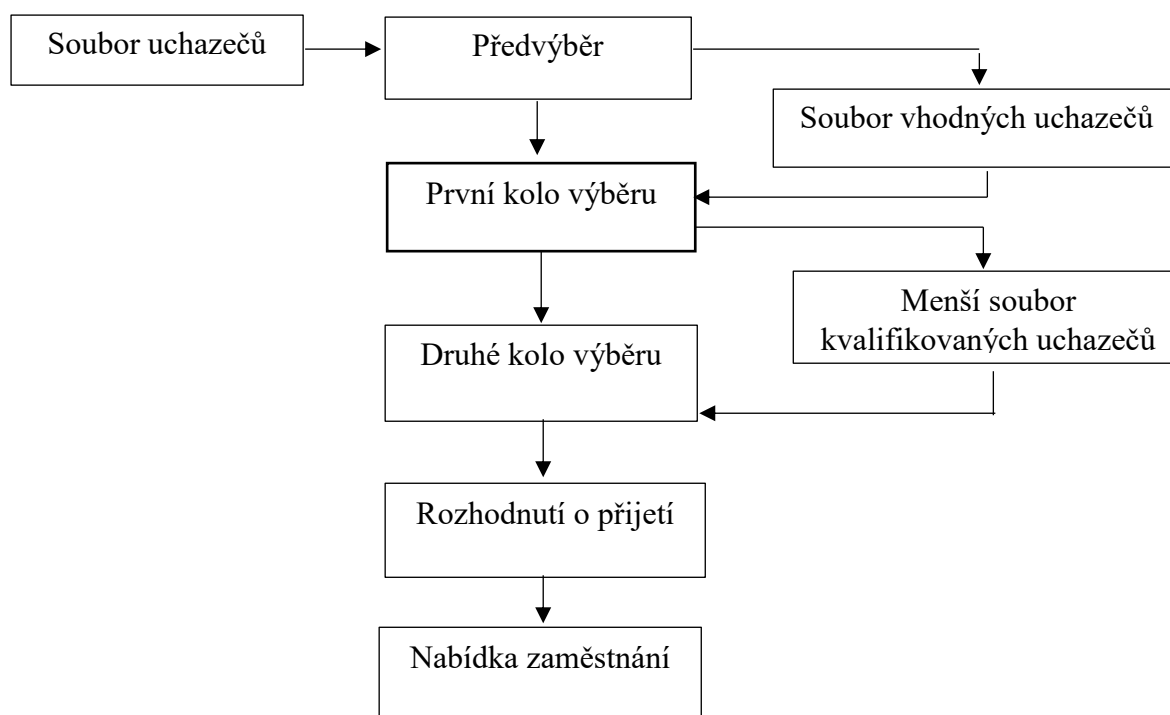 Soubor uchazečů
Předvýběr
Soubor vhodných uchazečů
První kolo výběru
Menší soubor
kvalifikovaných uchazečů
Druhé kolo výběru
Rozhodnutí o přijetí
Nabídka zaměstnání